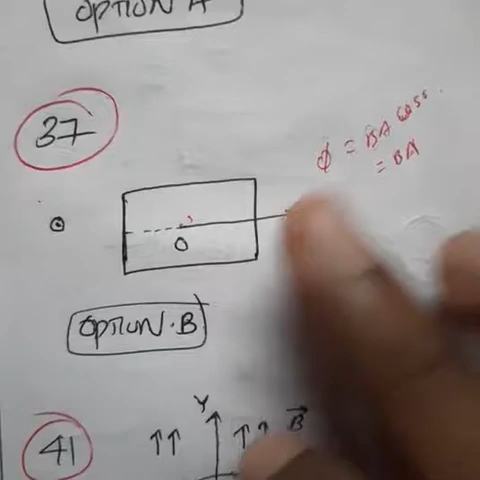 OPTION A
37
ϕ = BA cos
= BA
O
OPTION.B
41
Y
B⃗